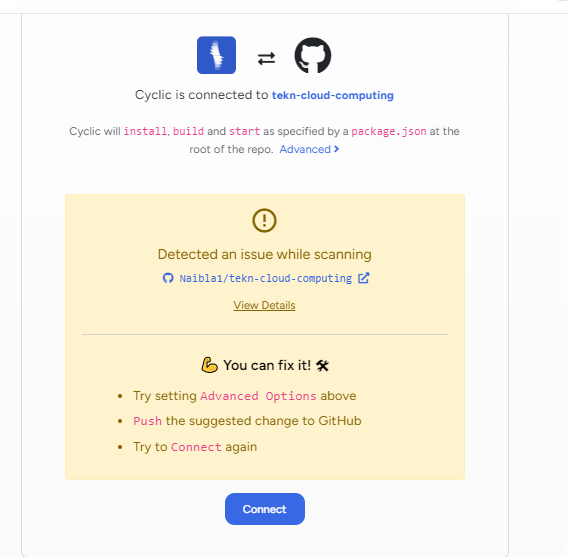 Cyclic is connected to tekn-cloud-computing
Cyclic will install, build and start as specified by a package.json at the
root of the repo. Advanced >
Detected an issue while scanning
Naibla1/tekn-cloud-computing
View Details
💪 You can fix it! 🛠
• Try setting Advanced Options above
• Push the suggested change to GitHub
• Try to Connect again
Connect